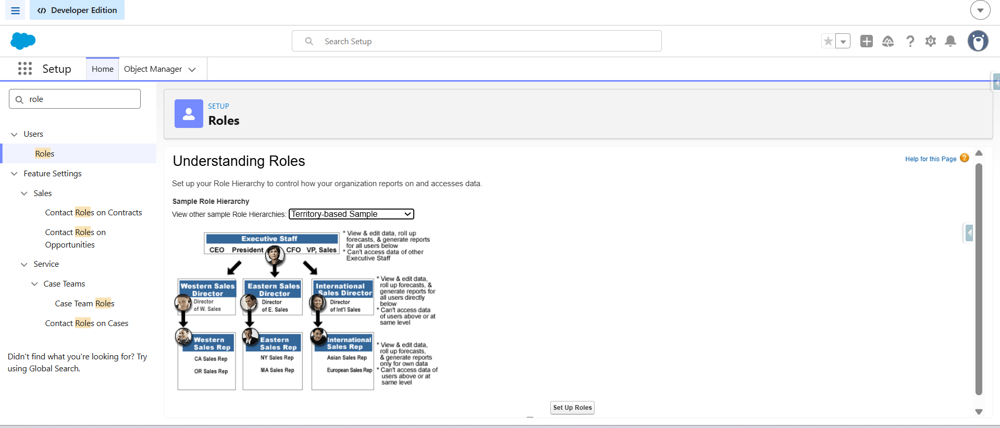 Developer Edition
Search Setup
Setup
Home
Object Manager
role
Users
Roles
Feature Settings
Sales
Contact Roles on Contracts
Contact Roles on
Opportunities
Service
Case Teams
Case Team Roles
Contact Roles on Cases
Didn't find what you're looking for? Try
using Global Search.
SETUP
Roles
Understanding Roles
Help for this Page
Set up your Role Hierarchy to control how your organization reports on and accesses data.
Sample Role Hierarchy
View other sample Role Hierarchies: Territory-based Sample
Executive Staff
CEO President CFO VP, Sales
* View & edit data, roll up
forecasts, & generate reports
for all users below
* Can't access data of other
Executive Staff
Western Sales
Director
Director
of W. Sales
Eastern Sales
Director
Director
of E. Sales
International
Sales Director
Director
of Int'l Sales
* View & edit data,
roll up forecasts, &
generate reports for
all users directly
below
* Can't access data
of users above or at
same level
Western
Sales Rep
CA Sales Rep
OR Sales Rep
Eastern
Sales Rep
NY Sales Rep
MA Sales Rep
International
Sales Rep
Asian Sales Rep
European Sales Rep
* View & edit data,
roll up forecasts,
& generate reports
only for own data
* Can't access data of
users above or at
same level
Set Up Roles